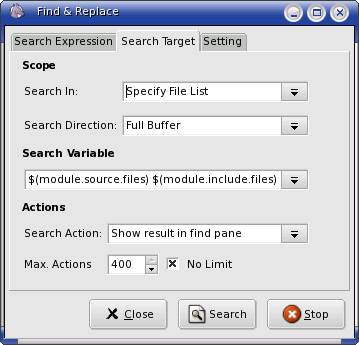 Find & Replace
Search Expression Search Target Setting
Scope
Search In: Specify File List
Search Direction: Full Buffer
Search Variable
$(module.source.files) $(module.include.files)
Actions
Search Action: Show result in find pane
Max. Actions 400 No Limit
Close Search Stop